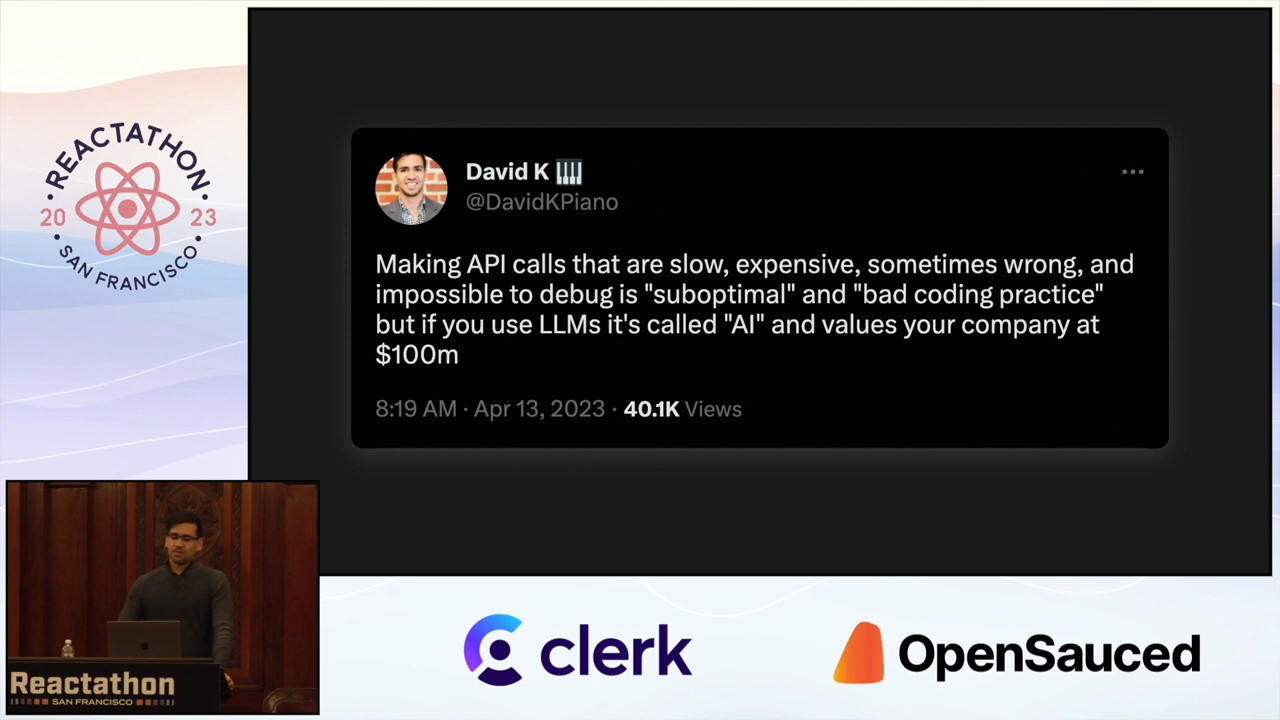 REACTATHON
20 23
SAN FRANCISCO
David K 🎹
@DavidKPiano
Making API calls that are slow, expensive, sometimes wrong, and
impossible to debug is "suboptimal" and "bad coding practice"
but if you use LLMs it's called "AI" and values your company at
$100m
8:19 AM · Apr 13, 2023 · 40.1K Views
Reactathon
SAN FRANCISCO
clerk
OpenSauced